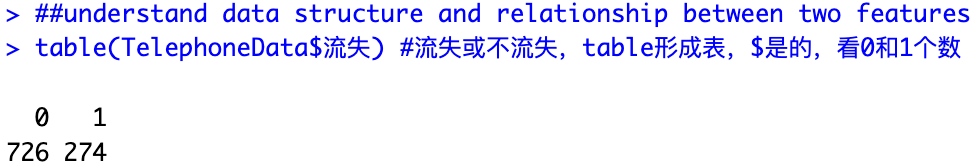 > ##understand data structure and relationship between two features
> table(TelephoneData$流失) #流失或不流失，table形成表，$是的，看0和1个数
0 1
726 274